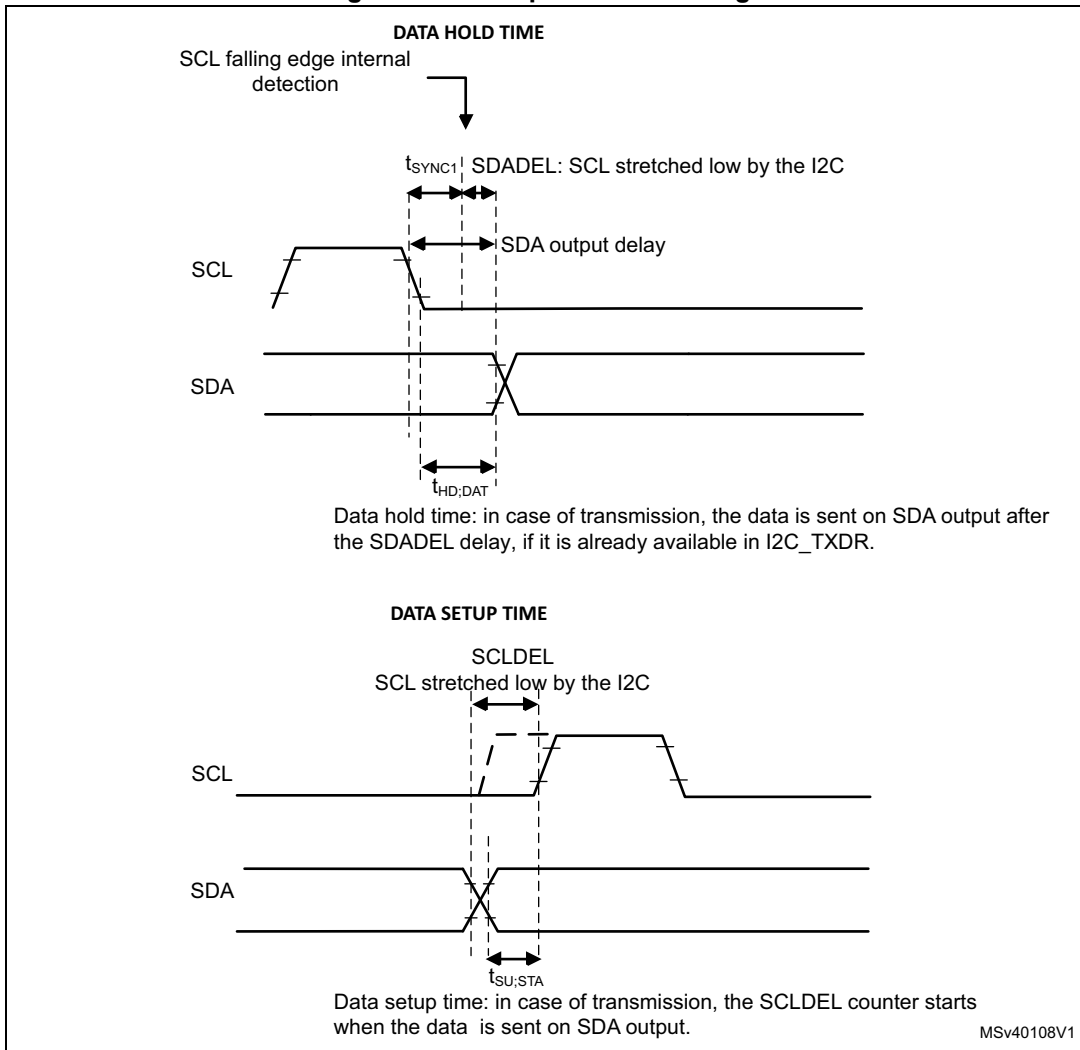 DATA HOLD TIME
SCL falling edge internal
detection
tSYNC1 SDADEL: SCL stretched low by the I2C
SDA output delay
SCL
SDA
tHD;DAT
Data hold time: in case of transmission, the data is sent on SDA output after
the SDADEL delay, if it is already available in I2C_TXDR.
DATA SETUP TIME
SCLDEL
SCL stretched low by the I2C
SCL
SDA
tSU;STA
Data setup time: in case of transmission, the SCLDEL counter starts
when the data is sent on SDA output.
MSv40108V1